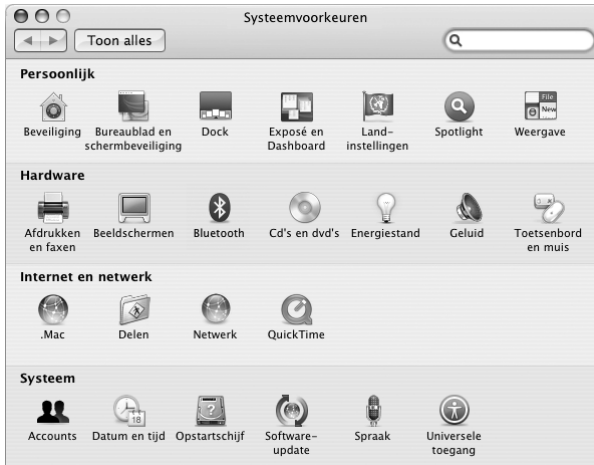 Systeemvoorkeuren
Toon alles
Persoonlijk
Beveiliging Bureaublad en schermbeveiliging Dock Exposé en Dashboard Land-instellingen Spotlight Weergave
File
New
Hardware
Afdrukken en faxen Beeldschermen Bluetooth Cd's en dvd's Energiestand Geluid Toetsenbord en muis
Internet en netwerk
.Mac Delen Netwerk QuickTime
Systeem
18
Accounts Datum en tijd Opstartschijf Software-update Spraak Universele toegang